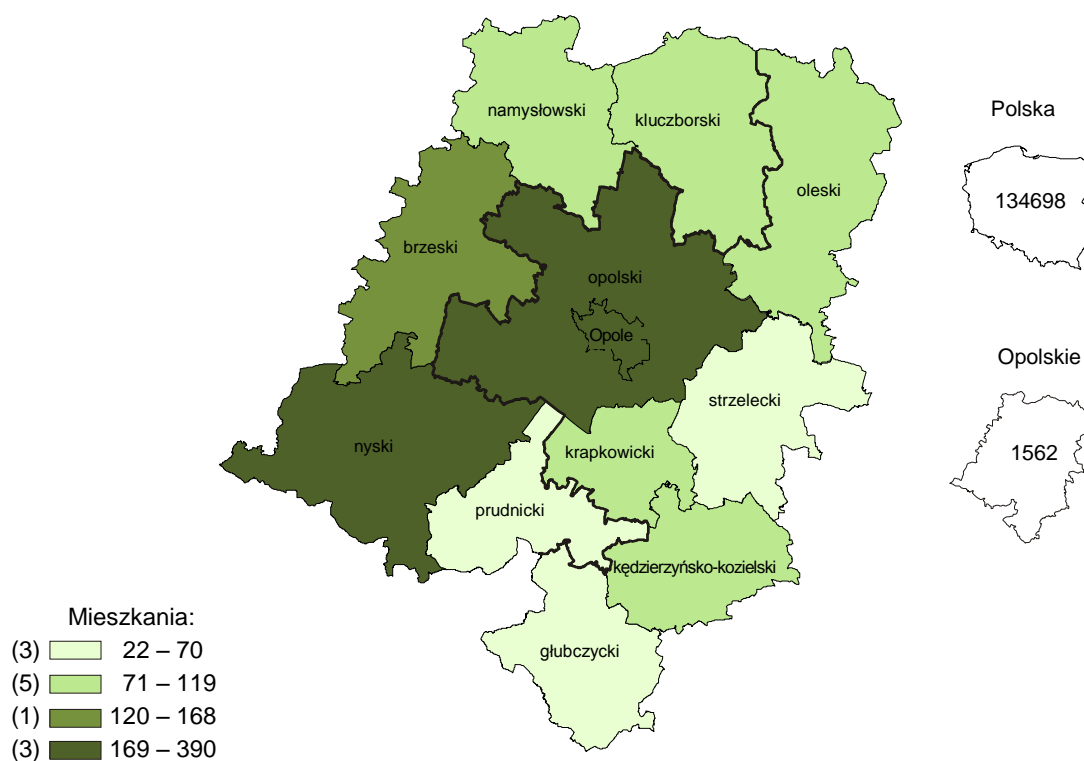 namysłowski
kluczborski
oleski
brzeski
opolski
Opole
strzelecki
nyski
krapkowicki
prudnicki
kędzierzyńsko-kozielski
głubczycki
Polska
134698
Opolskie
1562
Mieszkania:
(3) 22 – 70
(5) 71 – 119
(1) 120 – 168
(3) 169 – 390